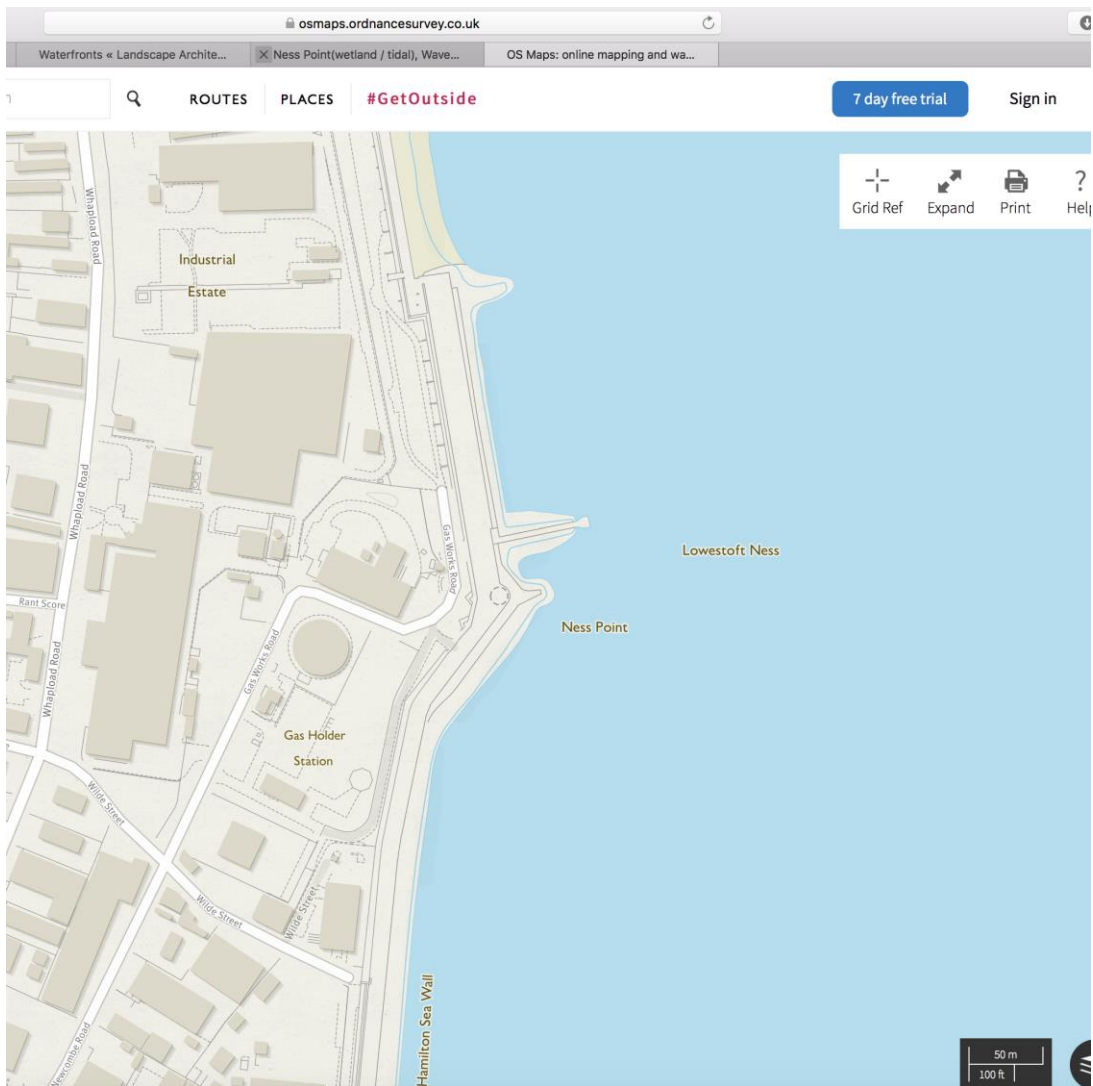 osmaps.ordnancesurvey.co.uk
Waterfronts « Landscape Archite...
Ness Point(wetland / tidal), Wave...
OS Maps: online mapping and wa...
ROUTES
PLACES
#GetOutside
7 day free trial
Sign in
Grid Ref
Expand
Print
?
Help
Whapload Road
Industrial
Estate
Whapload Road
Gas Works Road
Lowestoft Ness
Rant Score
Ness Point
Whapload Road
Gas Works Road
Gas Holder
Station
Wilde Street
Wilde Street
Wilde Street
Hamilton Sea Wall
Newcombe Road
50 m
100 ft